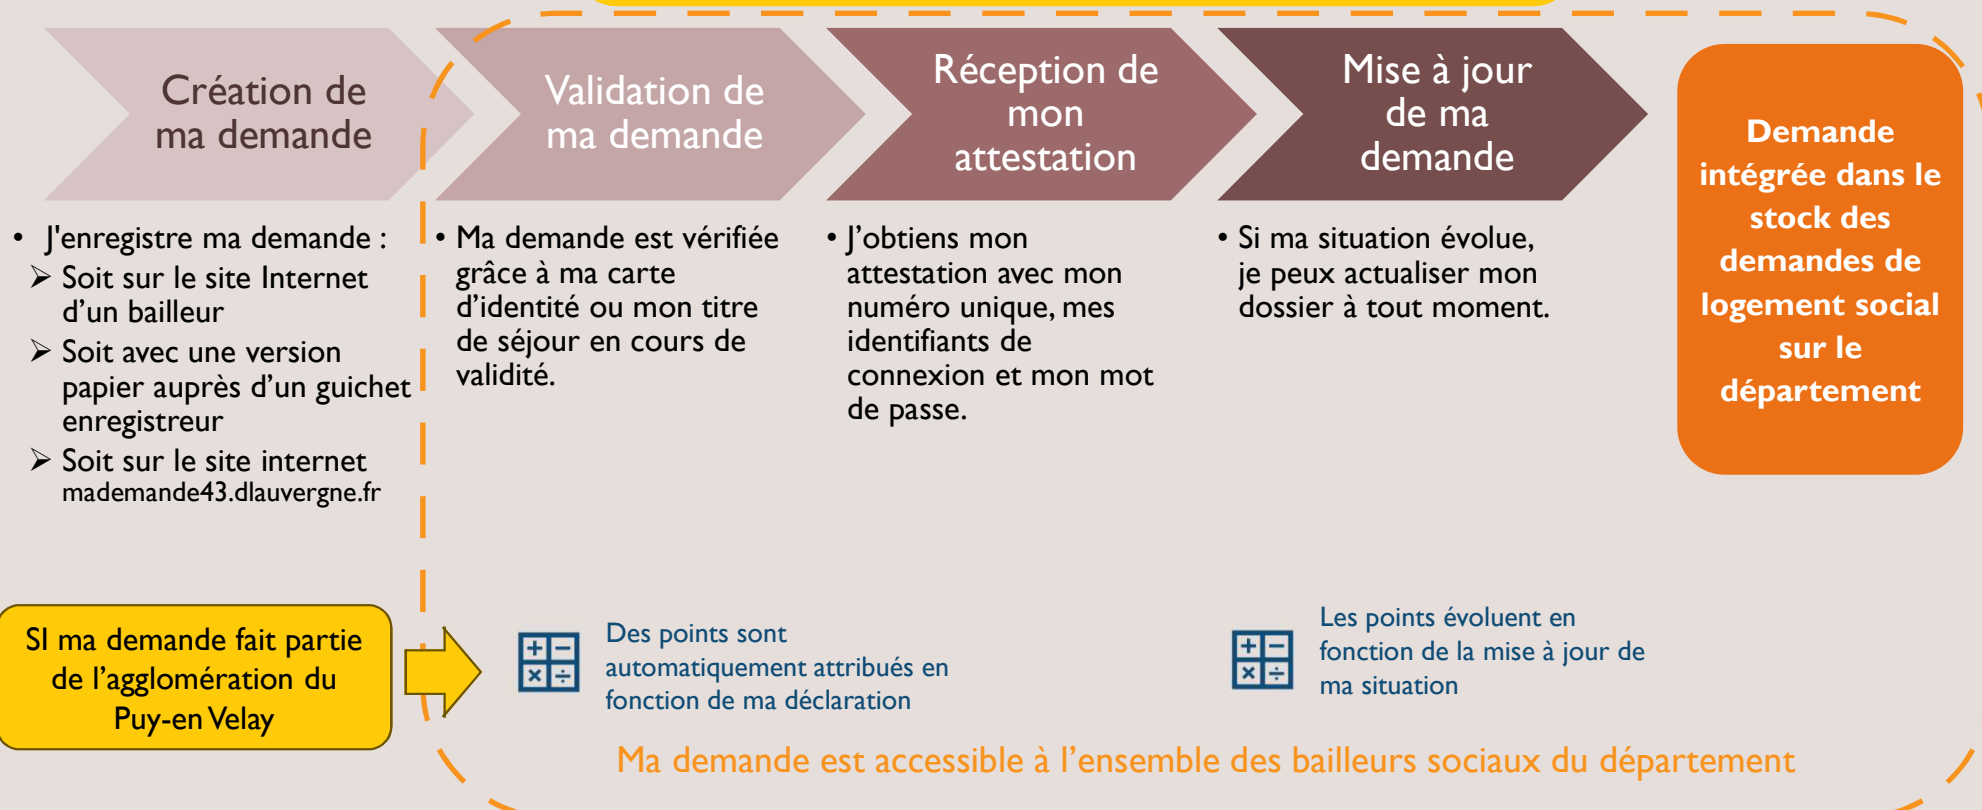 Création de
ma demande
Validation de
ma demande
Réception de
mon
attestation
Mise à jour
de ma
demande
Demande
intégrée dans le
stock des
demandes de
logement social
sur le
département
• J'enregistre ma demande :
➢ Soit sur le site Internet
d’un bailleur
➢ Soit avec une version
papier auprès d’un guichet
enregistreur
➢ Soit sur le site internet
mademande43.dlauvergne.fr
• Ma demande est vérifiée
grâce à ma carte
d’identité ou mon titre
de séjour en cours de
validité.
• J’obtiens mon
attestation avec mon
numéro unique, mes
identifiants de
connexion et mon mot
de passe.
• Si ma situation évolue,
je peux actualiser mon
dossier à tout moment.
SI ma demande fait partie
de l’agglomération du
Puy-en Velay
Des points sont
automatiquement attribués en
fonction de ma déclaration
Les points évoluent en
fonction de la mise à jour de
ma situation
Ma demande est accessible à l’ensemble des bailleurs sociaux du département